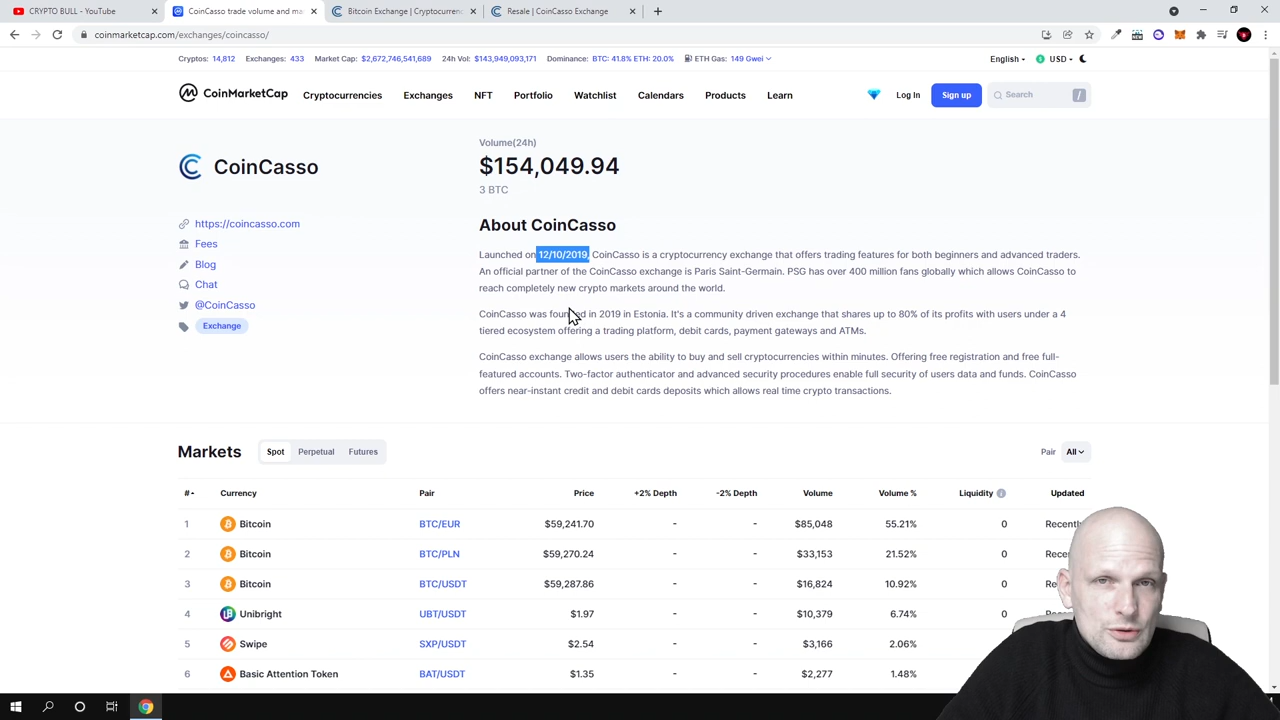 CRYPTO BULL - YouTube
CoinCasso trade volume and ma
Bitcoin Exchange | Cryptocurrenc
Resale | CoinCasso Exchange
coinmarketcap.com/exchanges/coincasso/
Cryptos: 14,812 Exchanges: 433 Market Cap: $2,672,746,541,689 24h Vol: $143,949,093,171 Dominance: BTC: 41.8% ETH: 20.0% ETH Gas: 149 Gwei English USD
CoinMarketCap Cryptocurrencies Exchanges NFT Portfolio Watchlist Calendars Products Learn Log In Sign up Search /
CoinCasso
https://coincasso.com
Fees
Blog
Chat
@CoinCasso
Exchange
Volume(24h)
$154,049.94
3 BTC
About CoinCasso
Launched on 12/10/2019, CoinCasso is a cryptocurrency exchange that offers trading features for both beginners and advanced traders.
An official partner of the CoinCasso exchange is Paris Saint-Germain. PSG has over 400 million fans globally which allows CoinCasso to
reach completely new crypto markets around the world.
CoinCasso was founded in 2019 in Estonia. It's a community driven exchange that shares up to 80% of its profits with users under a 4
tiered ecosystem offering a trading platform, debit cards, payment gateways and ATMs.
CoinCasso exchange allows users the ability to buy and sell cryptocurrencies within minutes. Offering free registration and free full-
featured accounts. Two-factor authenticator and advanced security procedures enable full security of users data and funds. CoinCasso
offers near-instant credit and debit cards deposits which allows real time crypto transactions.
Markets Spot Perpetual Futures Pair All
# Currency Pair Price +2% Depth -2% Depth Volume Volume % Liquidity Updated
1 Bitcoin BTC/EUR $59,241.70 - - $85,048 55.21% 0 Recently
2 Bitcoin BTC/PLN $59,270.24 - - $33,153 21.52% 0 Rece
3 Bitcoin BTC/USDT $59,287.86 - - $16,824 10.92% 0 Re
4 Unibright UBT/USDT $1.97 - - $10,379 6.74% 0
5 Swipe SXP/USDT $2.54 - - $3,166 2.06%
6 Basic Attention Token BAT/USDT $1.35 - - $2,277 1.48%